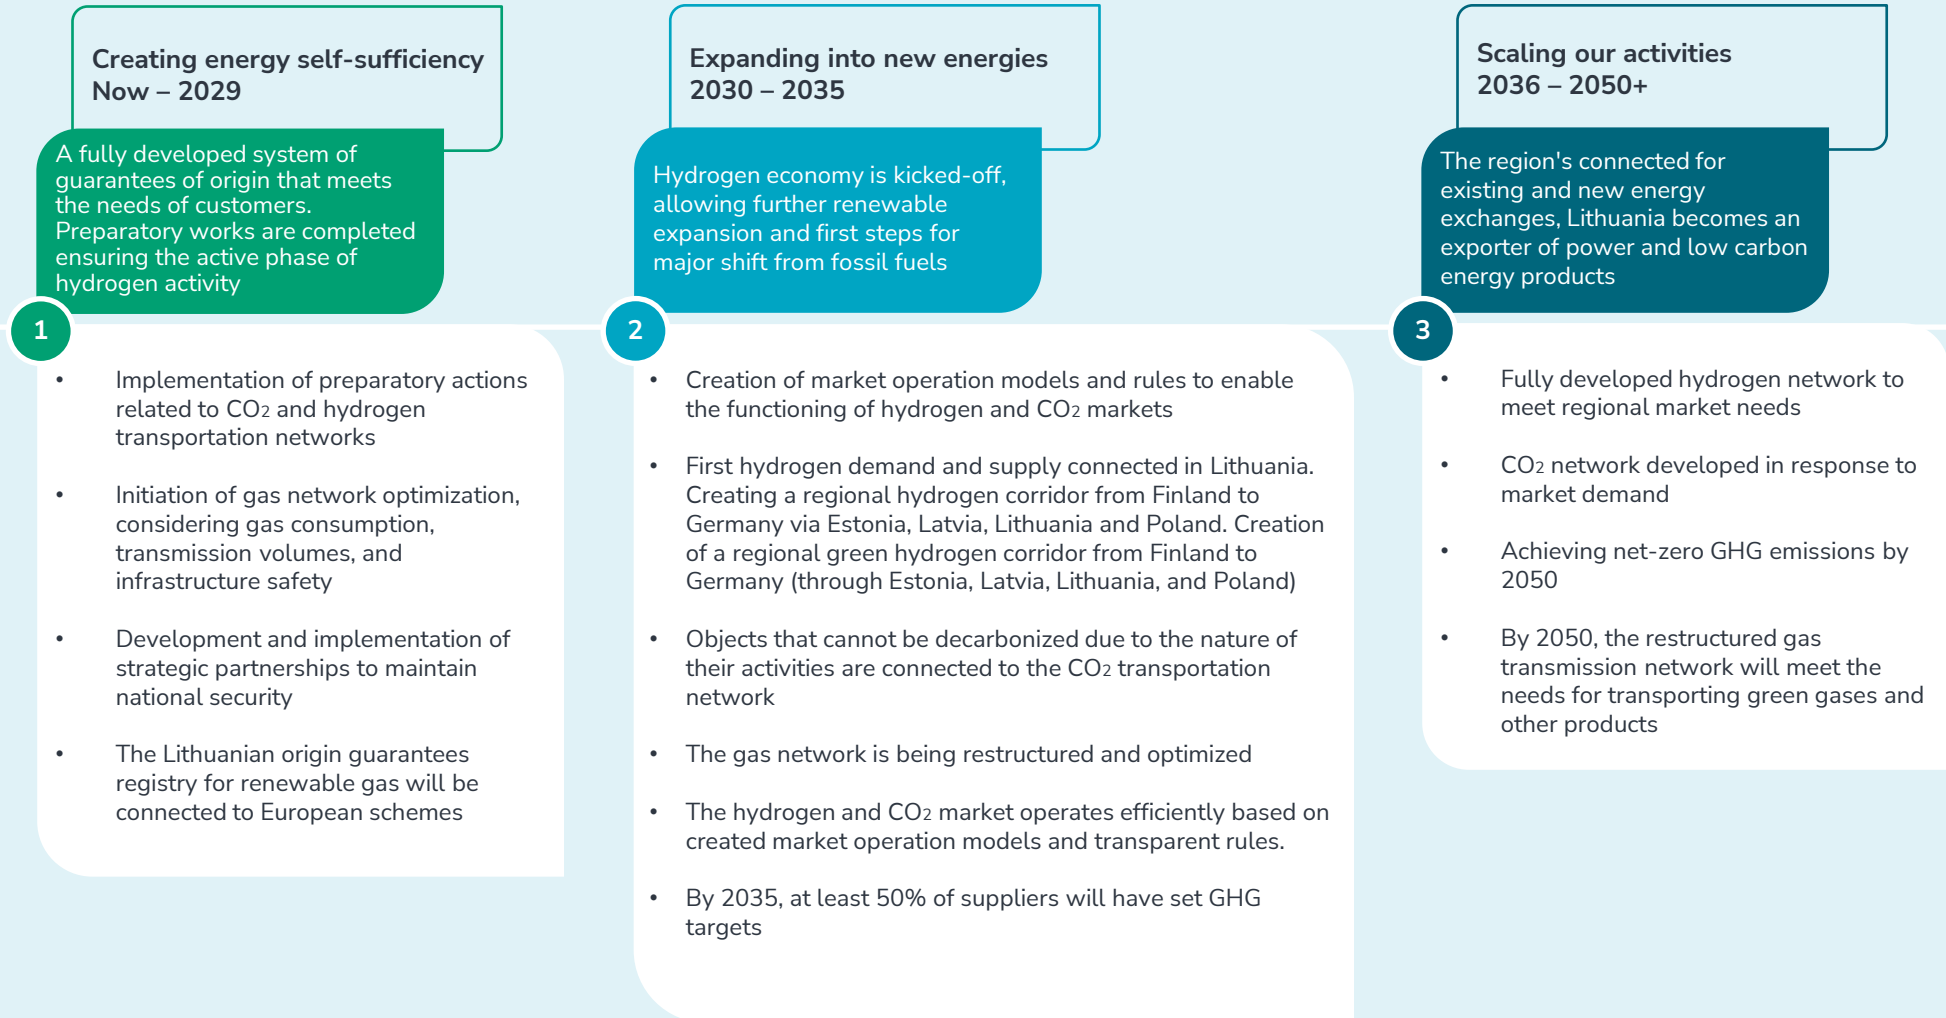 Creating energy self-sufficiency
Now – 2029
A fully developed system of
guarantees of origin that meets
the needs of customers.
Preparatory works are completed
ensuring the active phase of
hydrogen activity
1
• Implementation of preparatory actions
related to CO2 and hydrogen
transportation networks
• Initiation of gas network optimization,
considering gas consumption,
transmission volumes, and
infrastructure safety
• Development and implementation of
strategic partnerships to maintain
national security
• The Lithuanian origin guarantees
registry for renewable gas will be
connected to European schemes
Expanding into new energies
2030 – 2035
Hydrogen economy is kicked-off,
allowing further renewable
expansion and first steps for
major shift from fossil fuels
2
• Creation of market operation models and rules to enable
the functioning of hydrogen and CO2 markets
• First hydrogen demand and supply connected in Lithuania.
Creating a regional hydrogen corridor from Finland to
Germany via Estonia, Latvia, Lithuania and Poland. Creation
of a regional green hydrogen corridor from Finland to
Germany (through Estonia, Latvia, Lithuania, and Poland)
• Objects that cannot be decarbonized due to the nature of
their activities are connected to the CO2 transportation
network
• The gas network is being restructured and optimized
• The hydrogen and CO2 market operates efficiently based on
created market operation models and transparent rules.
• By 2035, at least 50% of suppliers will have set GHG
targets
Scaling our activities
2036 – 2050+
The region's connected for
existing and new energy
exchanges, Lithuania becomes an
exporter of power and low carbon
energy products
3
• Fully developed hydrogen network to
meet regional market needs
• CO2 network developed in response to
market demand
• Achieving net-zero GHG emissions by
2050
• By 2050, the restructured gas
transmission network will meet the
needs for transporting green gases and
other products